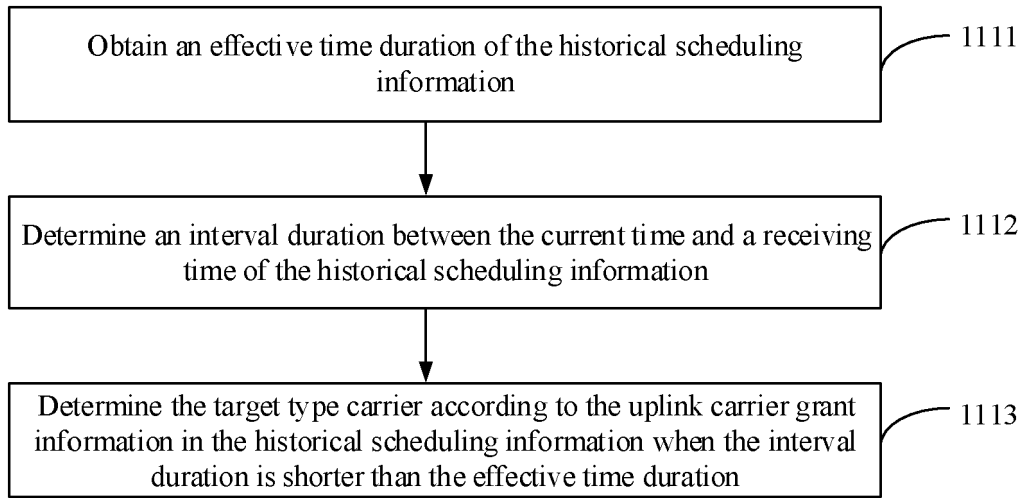 Obtain an effective time duration of the historical scheduling
information
1111
Determine an interval duration between the current time and a receiving
time of the historical scheduling information
1112
Determine the target type carrier according to the uplink carrier grant
information in the historical scheduling information when the interval
duration is shorter than the effective time duration
1113